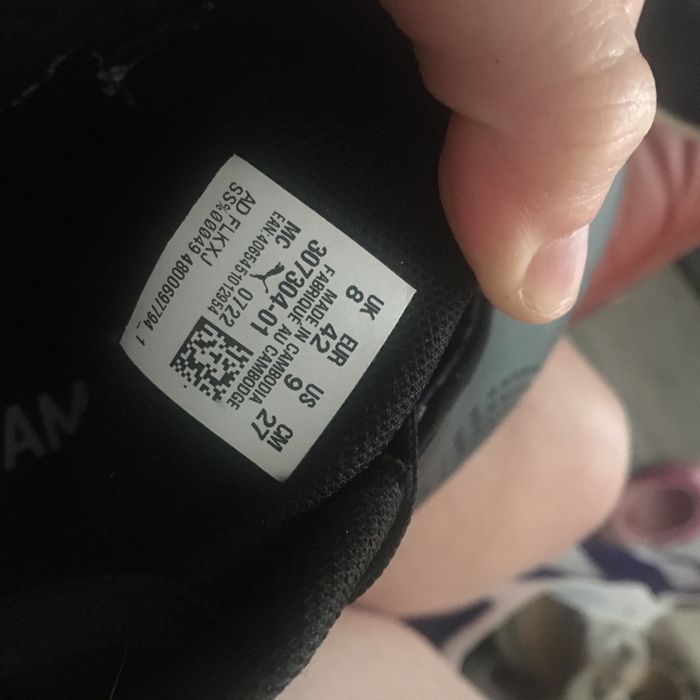 UK EUR US CM
8 42 9 27
MADE IN CAMBODIA
FABRIQUE AU CAMBODGE
307304-01
MC 0722
EAN:4065451012954
AD FLKXJ
SS%00049 4800697794_1
AM